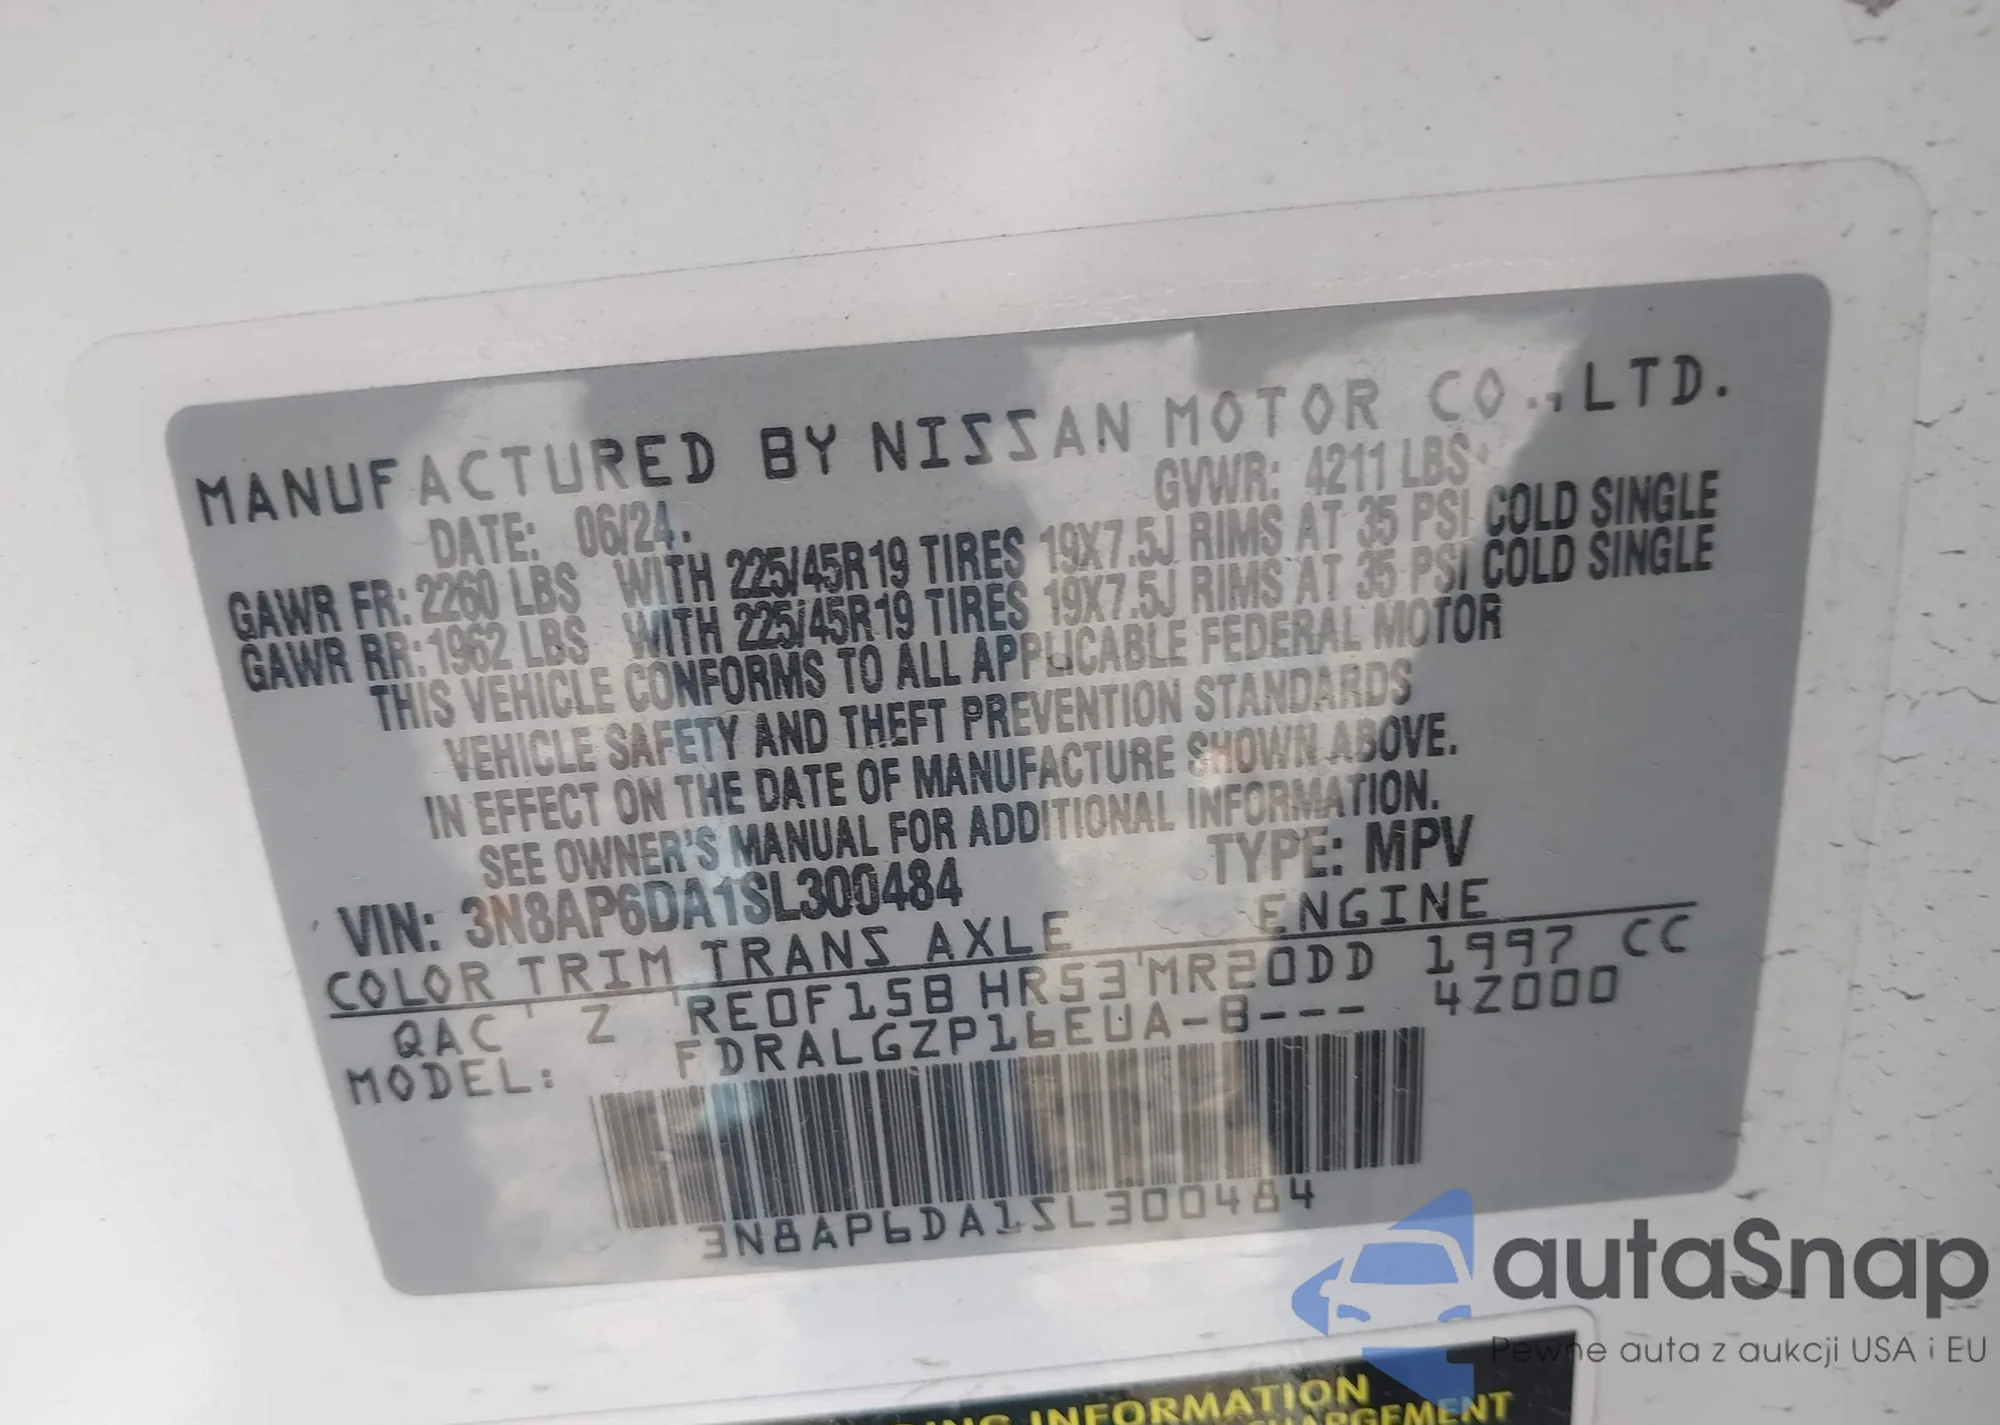 MANUFACTURED BY NISSAN MOTOR CO.,LTD.
DATE: 06/24. GVWR: 4211 LBS
GAWR FR: 2260 LBS WITH 225/45R19 TIRES 19X7.5J RIMS AT 35 PSI COLD SINGLE
GAWR RR: 1962 LBS WITH 225/45R19 TIRES 19X7.5J RIMS AT 35 PSI COLD SINGLE
THIS VEHICLE CONFORMS TO ALL APPLICABLE FEDERAL MOTOR
VEHICLE SAFETY AND THEFT PREVENTION STANDARDS
IN EFFECT ON THE DATE OF MANUFACTURE SHOWN ABOVE.
SEE OWNER'S MANUAL FOR ADDITIONAL INFORMATION.
VIN: 3N8AP6DA1SL300484 TYPE: MPV
COLOR TRIM TRANS AXLE ENGINE
QAC Z RE0F15B HR53 MR20DD 1997 CC
MODEL: FDRALGZP16EUA-B--- 4Z000
3N8AP6DA1SL300484
autaSnap
Pewne auta z aukcji USA i EU
INFORMATION